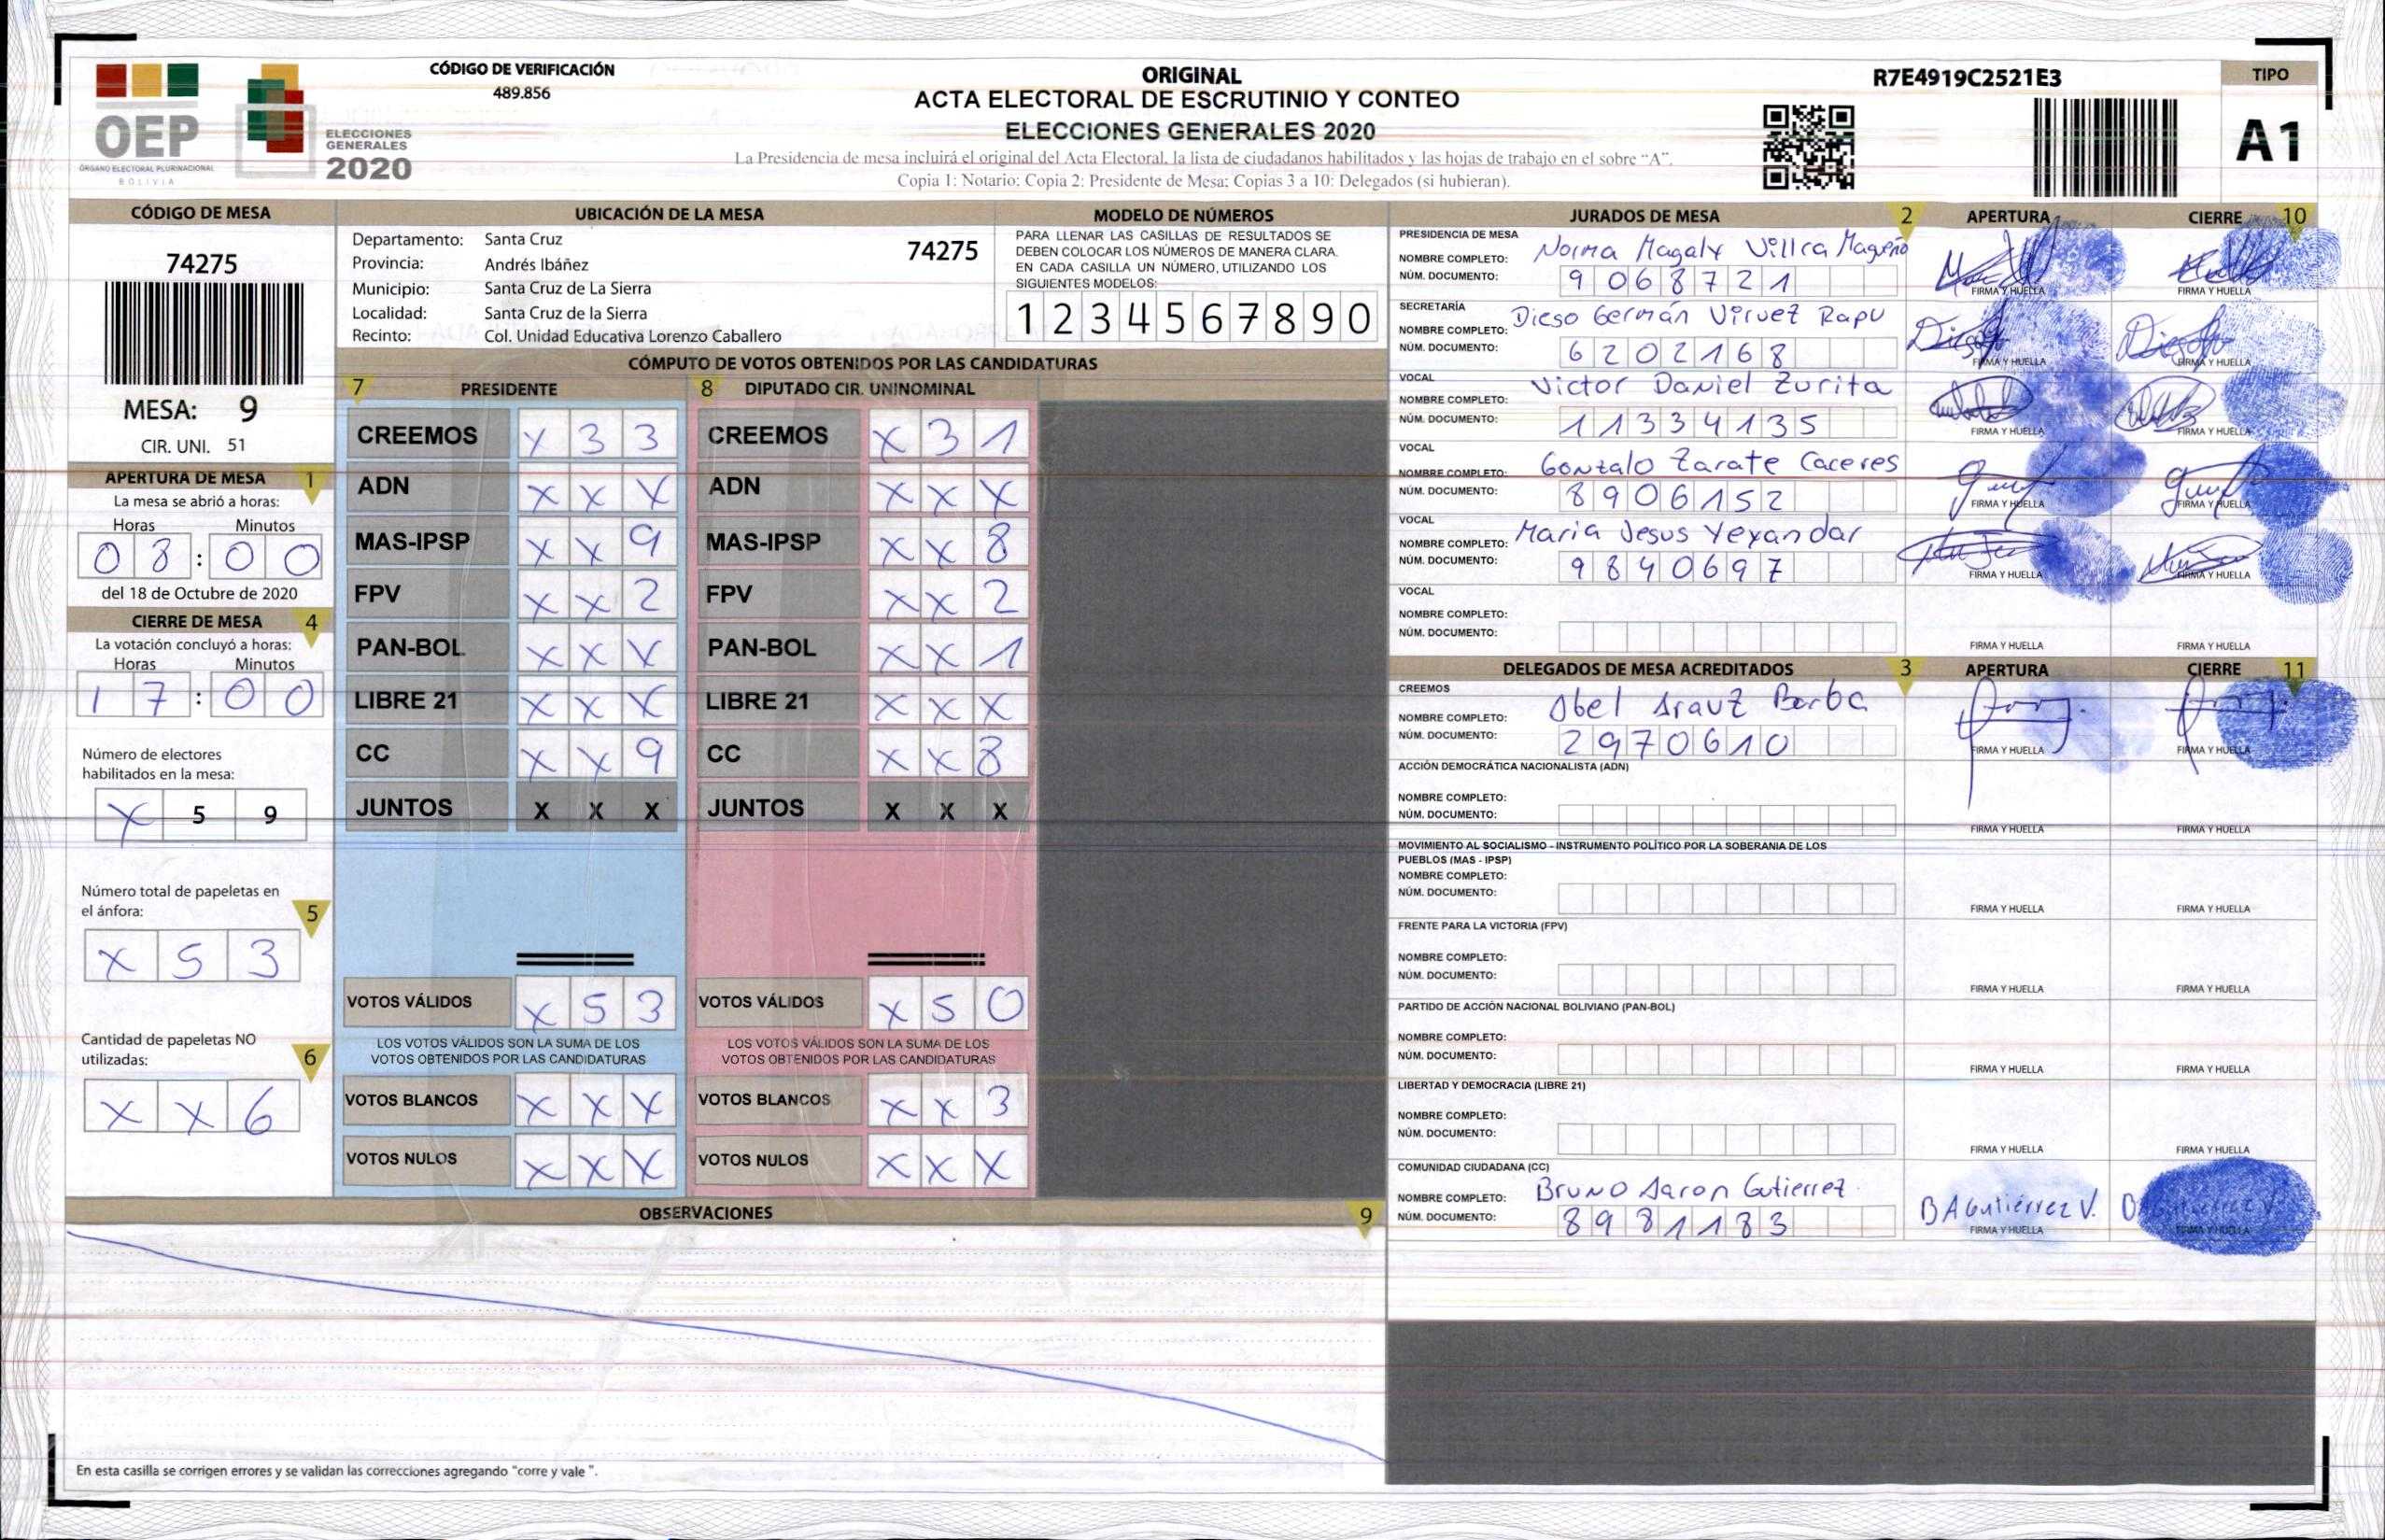 OEP
ÓRGANO ELECTORAL PLURINACIONAL
BOLIVIA
ELECCIONES
GENERALES
2020
CÓDIGO DE VERIFICACIÓN
489.856
ORIGINAL
ACTA ELECTORAL DE ESCRUTINIO Y CONTEO
ELECCIONES GENERALES 2020
La Presidencia de mesa incluirá el original del Acta Electoral, la lista de ciudadanos habilitados y las hojas de trabajo en el sobre “A”.
Copia 1: Notario; Copia 2: Presidente de Mesa; Copias 3 a 10: Delegados (si hubieran).
R7E4919C2521E3
TIPO
A1
CÓDIGO DE MESA
74275
MESA: 9
CIR. UNI. 51
APERTURA DE MESA 1
La mesa se abrió a horas:
Horas Minutos
0 8 : 0 0
del 18 de Octubre de 2020
CIERRE DE MESA 4
La votación concluyó a horas:
Horas Minutos
1 7 : 0 0
Número de electores
habilitados en la mesa:
X 5 9
Número total de papeletas en
el ánfora: 5
X 5 3
Cantidad de papeletas NO
utilizadas: 6
X X 6
UBICACIÓN DE LA MESA
Departamento: Santa Cruz 74275
Provincia: Andrés Ibáñez
Municipio: Santa Cruz de La Sierra
Localidad: Santa Cruz de la Sierra
Recinto: Col. Unidad Educativa Lorenzo Caballero
MODELO DE NÚMEROS
PARA LLENAR LAS CASILLAS DE RESULTADOS SE
DEBEN COLOCAR LOS NÚMEROS DE MANERA CLARA.
EN CADA CASILLA UN NÚMERO, UTILIZANDO LOS
SIGUIENTES MODELOS:
1 2 3 4 5 6 7 8 9 0
CÓMPUTO DE VOTOS OBTENIDOS POR LAS CANDIDATURAS
7 PRESIDENTE
CREEMOS X 3 3
ADN X X X
MAS-IPSP X X 9
FPV X X 2
PAN-BOL X X X
LIBRE 21 X X X
CC X X 9
JUNTOS X X X
VOTOS VÁLIDOS X 5 3
LOS VOTOS VÁLIDOS SON LA SUMA DE LOS
VOTOS OBTENIDOS POR LAS CANDIDATURAS
VOTOS BLANCOS X X X
VOTOS NULOS X X X
8 DIPUTADO CIR. UNINOMINAL
CREEMOS X 3 1
ADN X X X
MAS-IPSP X X 8
FPV X X 2
PAN-BOL X X 1
LIBRE 21 X X X
CC X X 8
JUNTOS X X X
VOTOS VÁLIDOS X 5 0
LOS VOTOS VÁLIDOS SON LA SUMA DE LOS
VOTOS OBTENIDOS POR LAS CANDIDATURAS
VOTOS BLANCOS X X 3
VOTOS NULOS X X X
OBSERVACIONES 9
En esta casilla se corrigen errores y se validan las correcciones agregando "corre y vale ".
JURADOS DE MESA 2 APERTURA CIERRE 10
PRESIDENCIA DE MESA
NOMBRE COMPLETO: Norma Magaly Villca Mageño
NÚM. DOCUMENTO: 9068721
FIRMA Y HUELLA FIRMA Y HUELLA
SECRETARÍA
NOMBRE COMPLETO: Diego Germán Viruez Rapu
NÚM. DOCUMENTO: 6202168
FIRMA Y HUELLA FIRMA Y HUELLA
VOCAL
NOMBRE COMPLETO: Victor Daniel Zurita
NÚM. DOCUMENTO: 11334135
FIRMA Y HUELLA FIRMA Y HUELLA
VOCAL
NOMBRE COMPLETO: Gonzalo Zarate Caceres
NÚM. DOCUMENTO: 8906152
FIRMA Y HUELLA FIRMA Y HUELLA
VOCAL
NOMBRE COMPLETO: Maria Jesus Yexandar
NÚM. DOCUMENTO: 9840697
FIRMA Y HUELLA FIRMA Y HUELLA
VOCAL
NOMBRE COMPLETO:
NÚM. DOCUMENTO:
FIRMA Y HUELLA FIRMA Y HUELLA
DELEGADOS DE MESA ACREDITADOS 3 APERTURA CIERRE 11
CREEMOS
NOMBRE COMPLETO: Abel Arauz Barba
NÚM. DOCUMENTO: 2970610
FIRMA Y HUELLA FIRMA Y HUELLA
ACCIÓN DEMOCRÁTICA NACIONALISTA (ADN)
NOMBRE COMPLETO:
NÚM. DOCUMENTO:
FIRMA Y HUELLA FIRMA Y HUELLA
MOVIMIENTO AL SOCIALISMO - INSTRUMENTO POLÍTICO POR LA SOBERANIA DE LOS
PUEBLOS (MAS - IPSP)
NOMBRE COMPLETO:
NÚM. DOCUMENTO:
FIRMA Y HUELLA FIRMA Y HUELLA
FRENTE PARA LA VICTORIA (FPV)
NOMBRE COMPLETO:
NÚM. DOCUMENTO:
FIRMA Y HUELLA FIRMA Y HUELLA
PARTIDO DE ACCIÓN NACIONAL BOLIVIANO (PAN-BOL)
NOMBRE COMPLETO:
NÚM. DOCUMENTO:
FIRMA Y HUELLA FIRMA Y HUELLA
LIBERTAD Y DEMOCRACIA (LIBRE 21)
NOMBRE COMPLETO:
NÚM. DOCUMENTO:
FIRMA Y HUELLA FIRMA Y HUELLA
COMUNIDAD CIUDADANA (CC)
NOMBRE COMPLETO: Bruno Aaron Gutierrez
NÚM. DOCUMENTO: 8981183
BAGutiérrez V.
FIRMA Y HUELLA FIRMA Y HUELLA